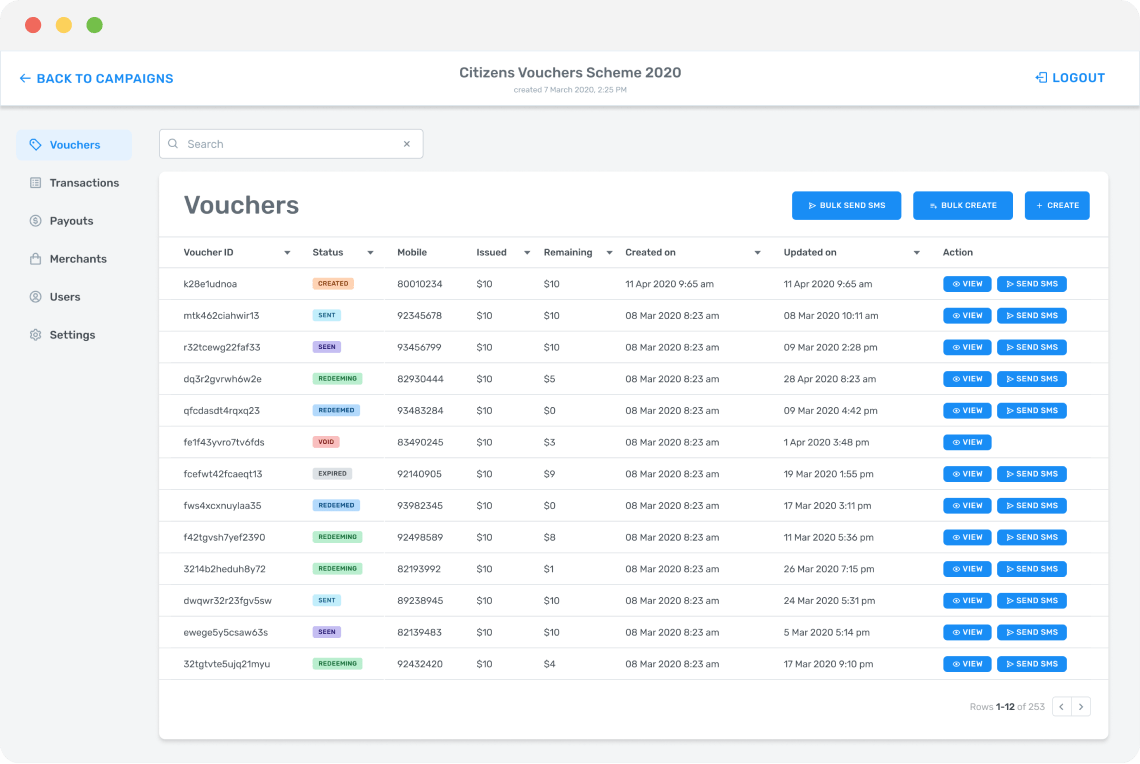 BACK TO CAMPAIGNS
Citizens Vouchers Scheme 2020
created 7 March 2020, 2:25 PM
LOGOUT
Vouchers
Transactions
Payouts
Merchants
Users
Settings
Search
Vouchers
BULK SEND SMS BULK CREATE + CREATE
Voucher ID Status Mobile Issued Remaining Created on Updated on Action
k28e1udnoa CREATED 80010234 $10 $10 11 Apr 2020 9:65 am 11 Apr 2020 9:65 am VIEW SEND SMS
mtk462ciahwir13 SENT 92345678 $10 $10 08 Mar 2020 8:23 am 08 Mar 2020 10:11 am VIEW SEND SMS
r32tcewg22faf33 SEEN 93456799 $10 $10 08 Mar 2020 8:23 am 09 Mar 2020 2:28 pm VIEW SEND SMS
dq3r2gvrwh6w2e REDEEMING 82930444 $10 $5 08 Mar 2020 8:23 am 28 Apr 2020 8:23 am VIEW SEND SMS
qfcdasdt4rqxq23 REDEEMED 93483284 $10 $0 08 Mar 2020 8:23 am 09 Mar 2020 4:42 pm VIEW SEND SMS
fe1f43yvro7tv6fds VOID 83490245 $10 $3 08 Mar 2020 8:23 am 1 Apr 2020 3:48 pm VIEW
fcefwt42fcaeqt13 EXPIRED 92140905 $10 $9 08 Mar 2020 8:23 am 19 Mar 2020 1:55 pm VIEW SEND SMS
fws4xcxnuylaa35 REDEEMED 93982345 $10 $0 08 Mar 2020 8:23 am 17 Mar 2020 3:11 pm VIEW SEND SMS
f42tgvsh7yef2390 REDEEMING 92498589 $10 $8 08 Mar 2020 8:23 am 11 Mar 2020 5:36 pm VIEW SEND SMS
3214b2heduh8y72 REDEEMING 82193992 $10 $1 08 Mar 2020 8:23 am 26 Mar 2020 7:15 pm VIEW SEND SMS
dwqwr32r23fgv5sw SENT 89238945 $10 $10 08 Mar 2020 8:23 am 24 Mar 2020 5:31 pm VIEW SEND SMS
ewege5y5csaw63s SEEN 82139483 $10 $10 08 Mar 2020 8:23 am 5 Mar 2020 5:14 pm VIEW SEND SMS
32tgtvte5ujq21myu REDEEMING 92432420 $10 $4 08 Mar 2020 8:23 am 17 Mar 2020 9:10 pm VIEW SEND SMS
Rows 1-12 of 253